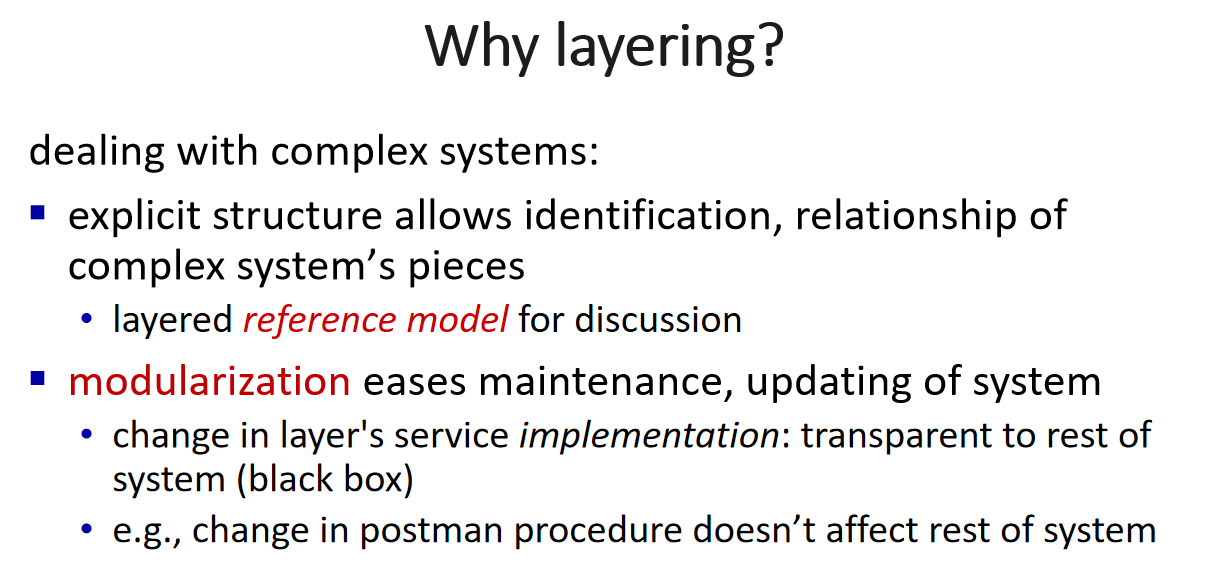 Why layering?
dealing with complex systems:
▪ explicit structure allows identification, relationship of
complex system’s pieces
• layered reference model for discussion
▪ modularization eases maintenance, updating of system
• change in layer's service implementation: transparent to rest of
system (black box)
• e.g., change in postman procedure doesn’t affect rest of system